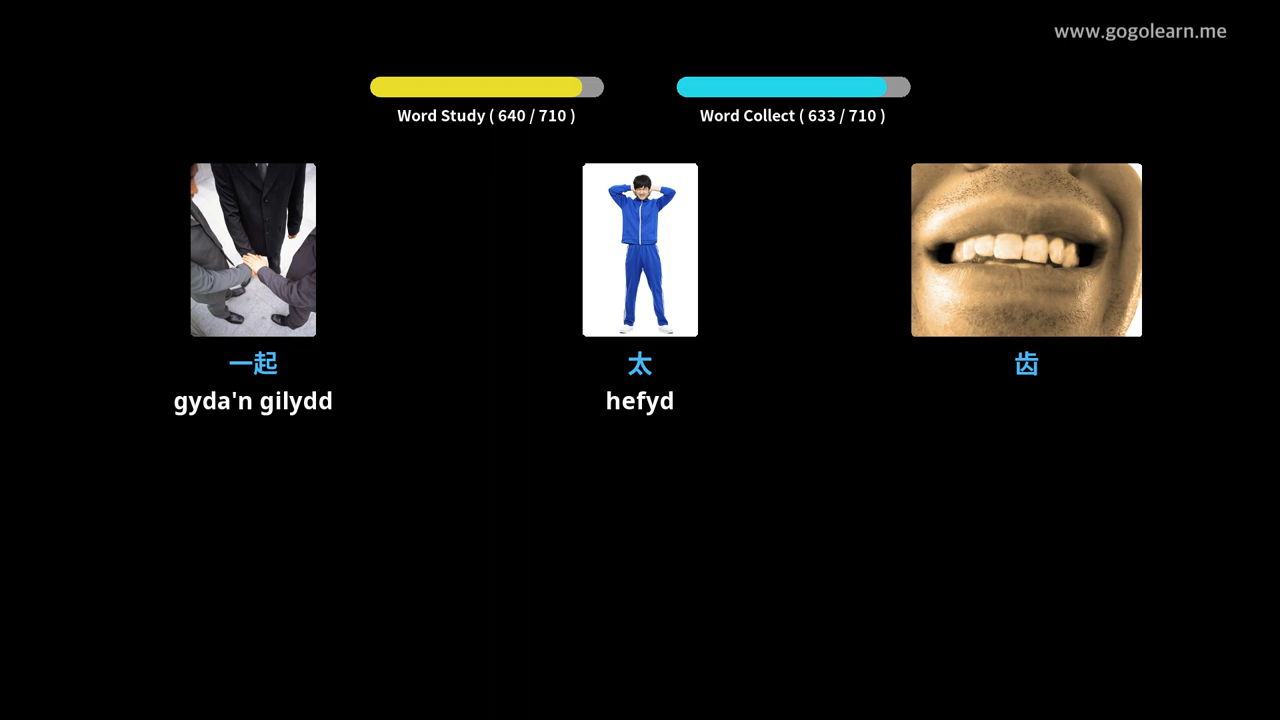 www.gogolearn.me
Word Study ( 640 / 710 )
Word Collect ( 633 / 710 )
一起
gyda'n gilydd
太
hefyd
齿